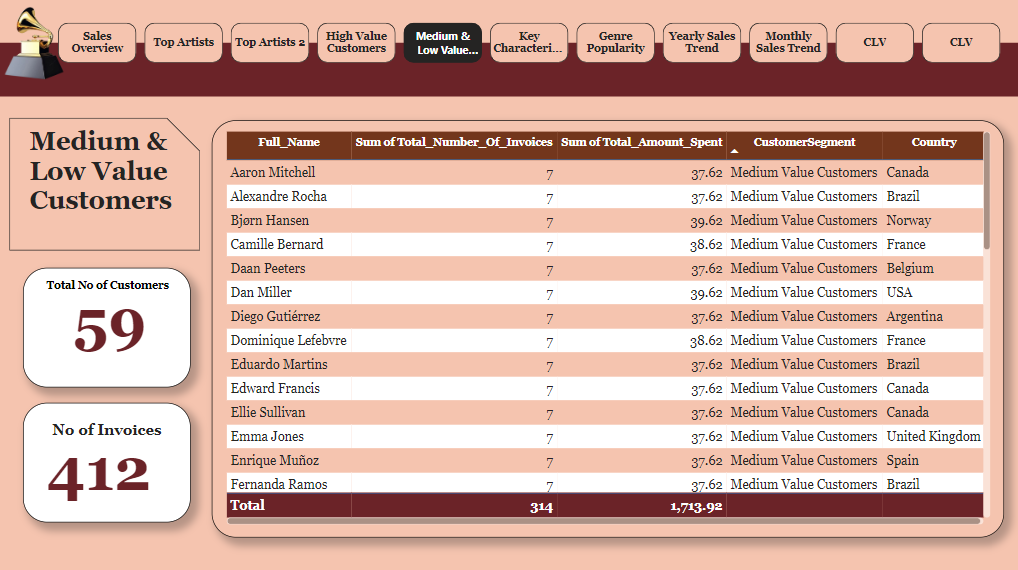 Sales
Overview
Top Artists
Top Artists 2
High Value
Customers
Medium &
Low Value...
Key
Characteri...
Genre
Popularity
Yearly Sales
Trend
Monthly
Sales Trend
CLV
CLV
Medium &
Low Value
Customers
Total No of Customers
59
No of Invoices
412
Full_Name Sum of Total_Number_Of_Invoices Sum of Total_Amount_Spent CustomerSegment Country
Aaron Mitchell 7 37.62 Medium Value Customers Canada
Alexandre Rocha 7 37.62 Medium Value Customers Brazil
Bjørn Hansen 7 39.62 Medium Value Customers Norway
Camille Bernard 7 38.62 Medium Value Customers France
Daan Peeters 7 37.62 Medium Value Customers Belgium
Dan Miller 7 39.62 Medium Value Customers USA
Diego Gutiérrez 7 37.62 Medium Value Customers Argentina
Dominique Lefebvre 7 38.62 Medium Value Customers France
Eduardo Martins 7 37.62 Medium Value Customers Brazil
Edward Francis 7 37.62 Medium Value Customers Canada
Ellie Sullivan 7 37.62 Medium Value Customers Canada
Emma Jones 7 37.62 Medium Value Customers United Kingdom
Enrique Muñoz 7 37.62 Medium Value Customers Spain
Fernanda Ramos 7 37.62 Medium Value Customers Brazil
Total 314 1,713.92